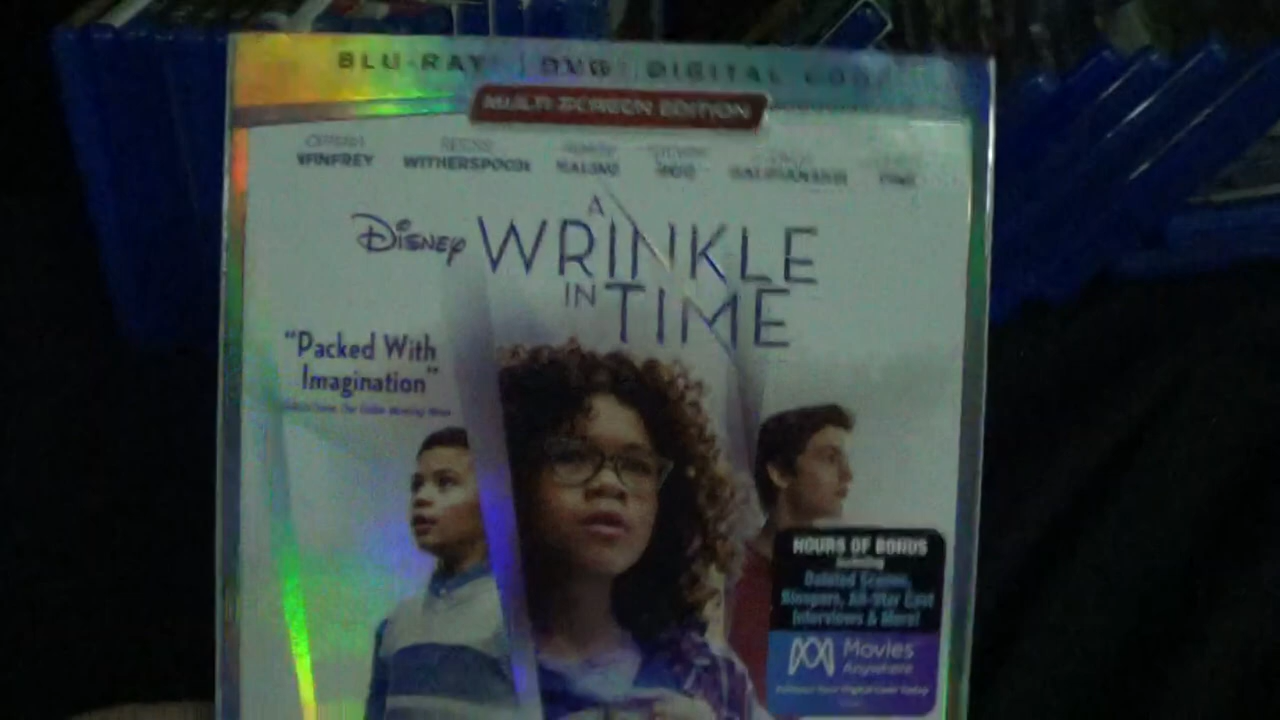 BLU-RAY | DVD | DIGITAL CODE
MULTI-SCREEN EDITION
WINFREY WITHERSPOON KALING
Disney A WRINKLE
IN TIME
"Packed With
Imagination"
HOURS OF BONUS
Including
Deleted Scenes,
Bloopers, All-Star Cast
Interviews & More!
Movies
Anywhere